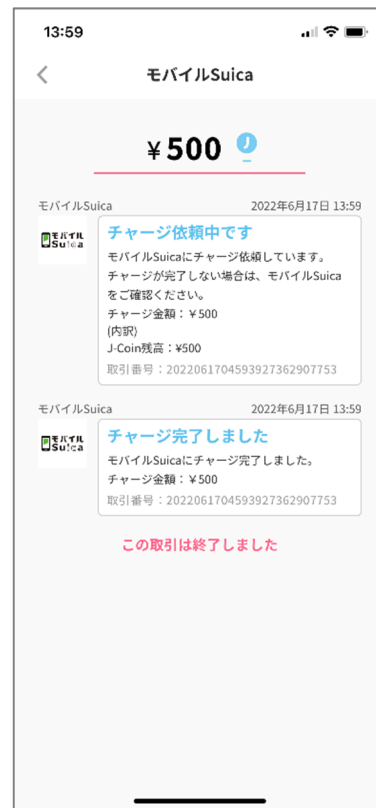 13:59
モバイルSuica
¥500
モバイルSuica 2022年6月17日 13:59
モバイル
Suica
チャージ依頼中です
モバイルSuicaにチャージ依頼しています。
チャージが完了しない場合は、モバイルSuica
をご確認ください。
チャージ金額：¥500
(内訳)
J-Coin残高：¥500
取引番号：2022061704593927362907753
モバイルSuica 2022年6月17日 13:59
モバイル
Suica
チャージ完了しました
モバイルSuicaにチャージ完了しました。
チャージ金額：¥500
取引番号：2022061704593927362907753
この取引は終了しました